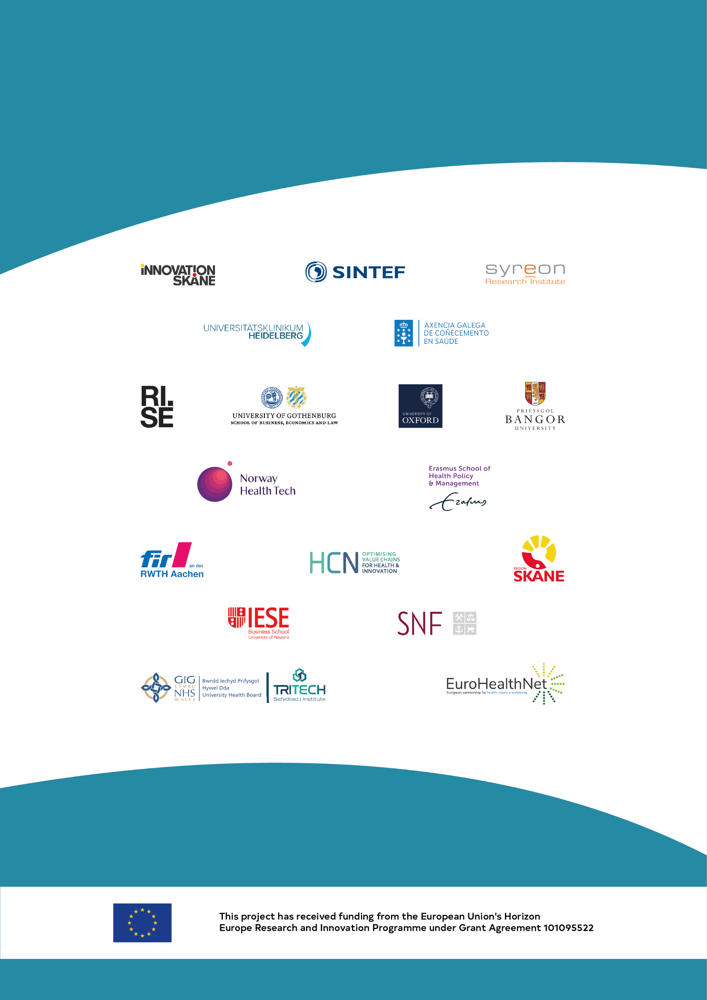 iNNOVATION
SKÅNE
SINTEF
syreon
Research Institute
UNIVERSITÄTSKLINIKUM
HEIDELBERG
AXENCIA GALEGA
DE COÑECEMENTO
EN SAÚDE
RI.
SE
UNIVERSITY OF GOTHENBURG
SCHOOL OF BUSINESS, ECONOMICS AND LAW
UNIVERSITY OF
OXFORD
1884
PRIFYSGOL
BANGOR
UNIVERSITY
Norway
Health Tech
Erasmus School of
Health Policy
& Management
Erasmus
fir
an der
RWTH Aachen
HCN
OPTIMISING
VALUE CHAINS
FOR HEALTH &
INNOVATION
REGION
SKÅNE
IESE
Business School
University of Navarra
SNF
GIG
CYMRU
NHS
WALES
Bwrdd Iechyd Prifysgol
Hywel Dda
University Health Board
TRITECH
Sefydliad | Institute
EuroHealthNet
European partnership for health, equity & wellbeing
This project has received funding from the European Union's Horizon
Europe Research and Innovation Programme under Grant Agreement 101095522